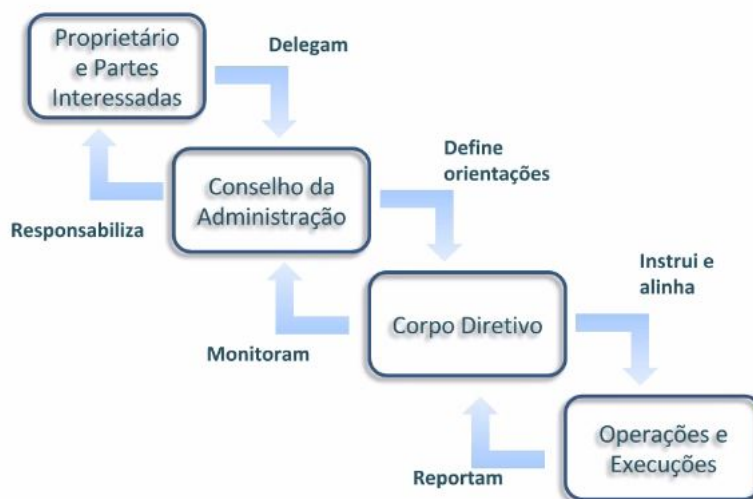 Proprietário
e Partes
Interessadas
Delegam
Conselho da
Administração
Define
orientações
Responsabiliza
Corpo Diretivo
Instrui e
alinha
Monitoram
Operações e
Execuções
Reportam